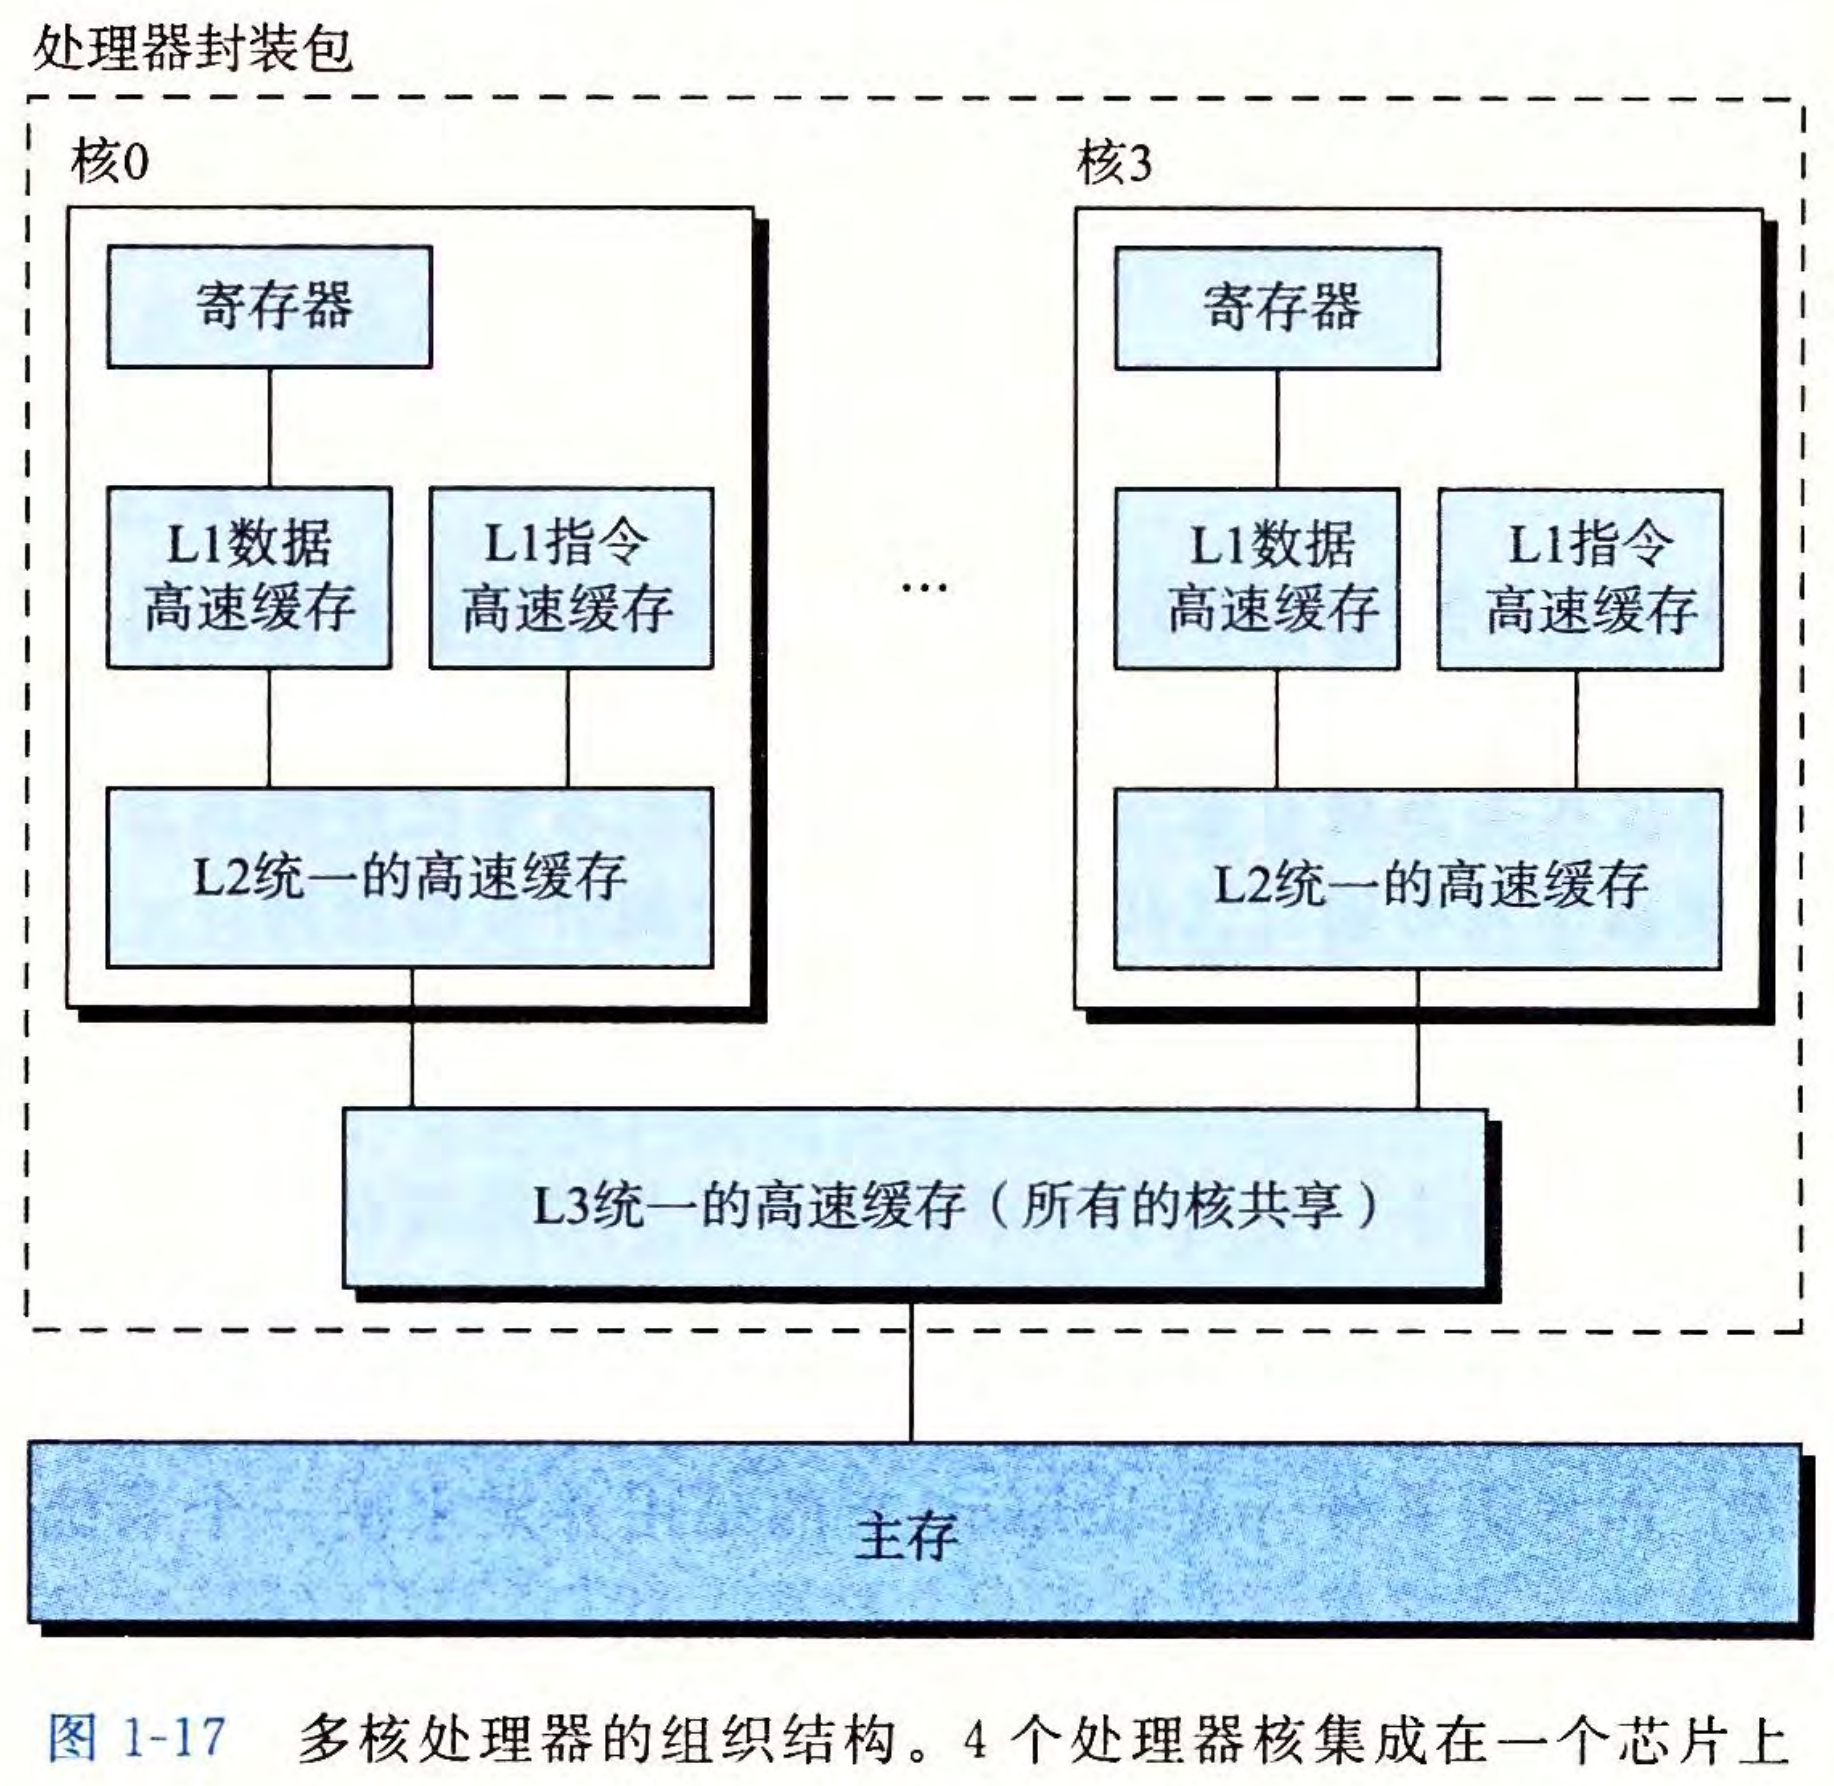 处理器封装包
核0
核3
寄存器
寄存器
L1数据
高速缓存
L1指令
高速缓存
...
L1数据
高速缓存
L1指令
高速缓存
L2统一的高速缓存
L2统一的高速缓存
L3统一的高速缓存（所有的核共享）
主存
图 1-17 多核处理器的组织结构。4 个处理器核集成在一个芯片上